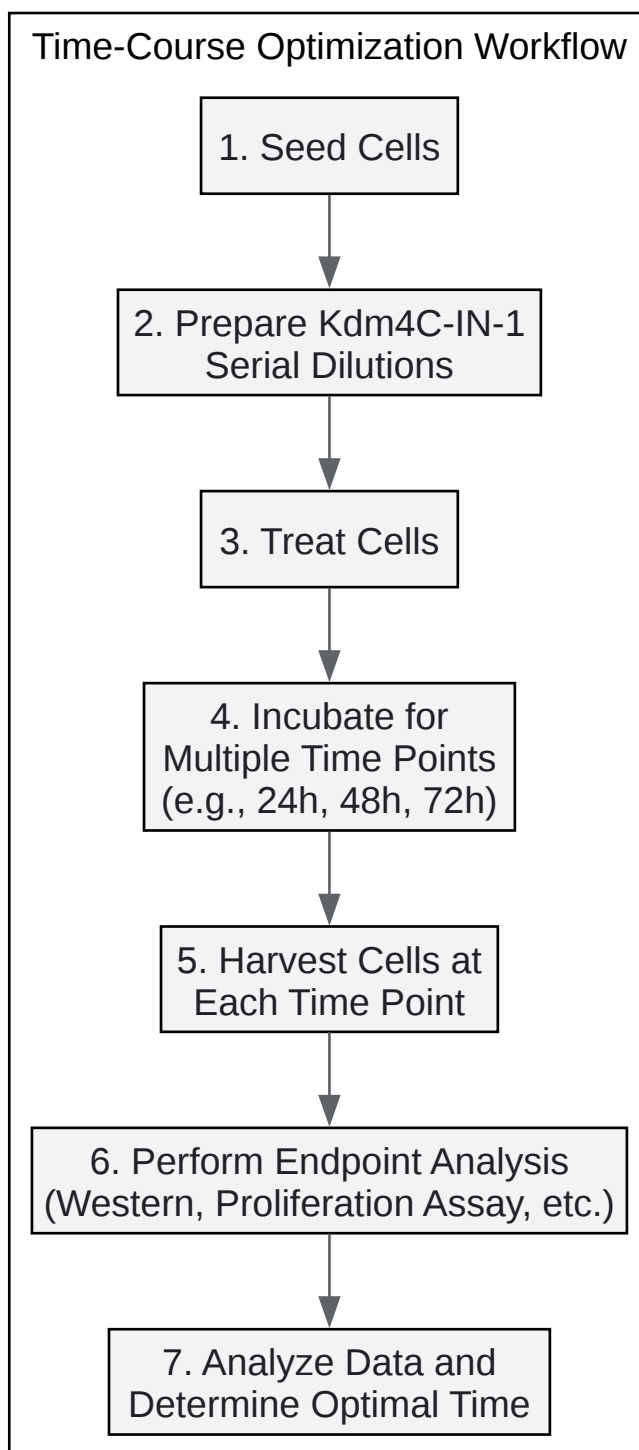 Time-Course Optimization Workflow
1. Seed Cells
2. Prepare Kdm4C-IN-1
Serial Dilutions
3. Treat Cells
4. Incubate for
Multiple Time Points
(e.g., 24h, 48h, 72h)
5. Harvest Cells at
Each Time Point
6. Perform Endpoint Analysis
(Western, Proliferation Assay, etc.)
7. Analyze Data and
Determine Optimal Time